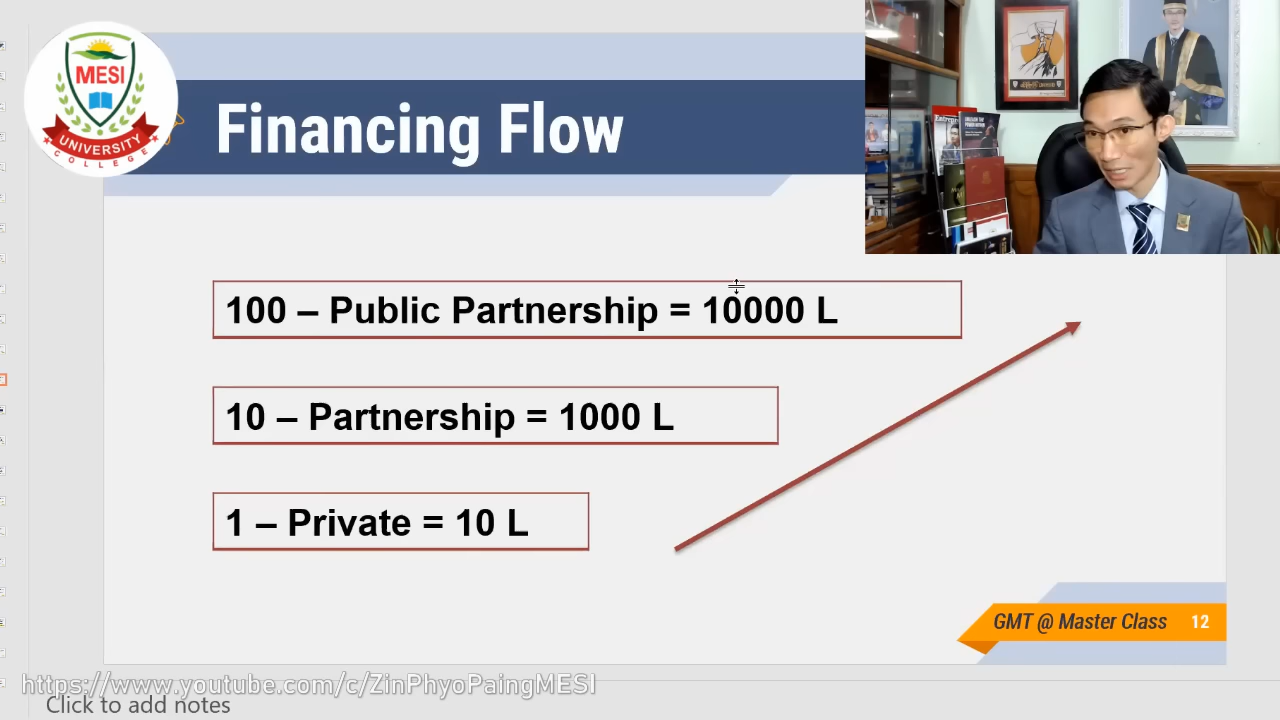 MESI
UNIVERSITY
COLLEGE
Financing Flow
100 – Public Partnership = 10000 L
10 – Partnership = 1000 L
1 – Private = 10 L
GMT @ Master Class 12
https://www.youtube.com/c/ZinPhyoPaingMESI
Click to add notes